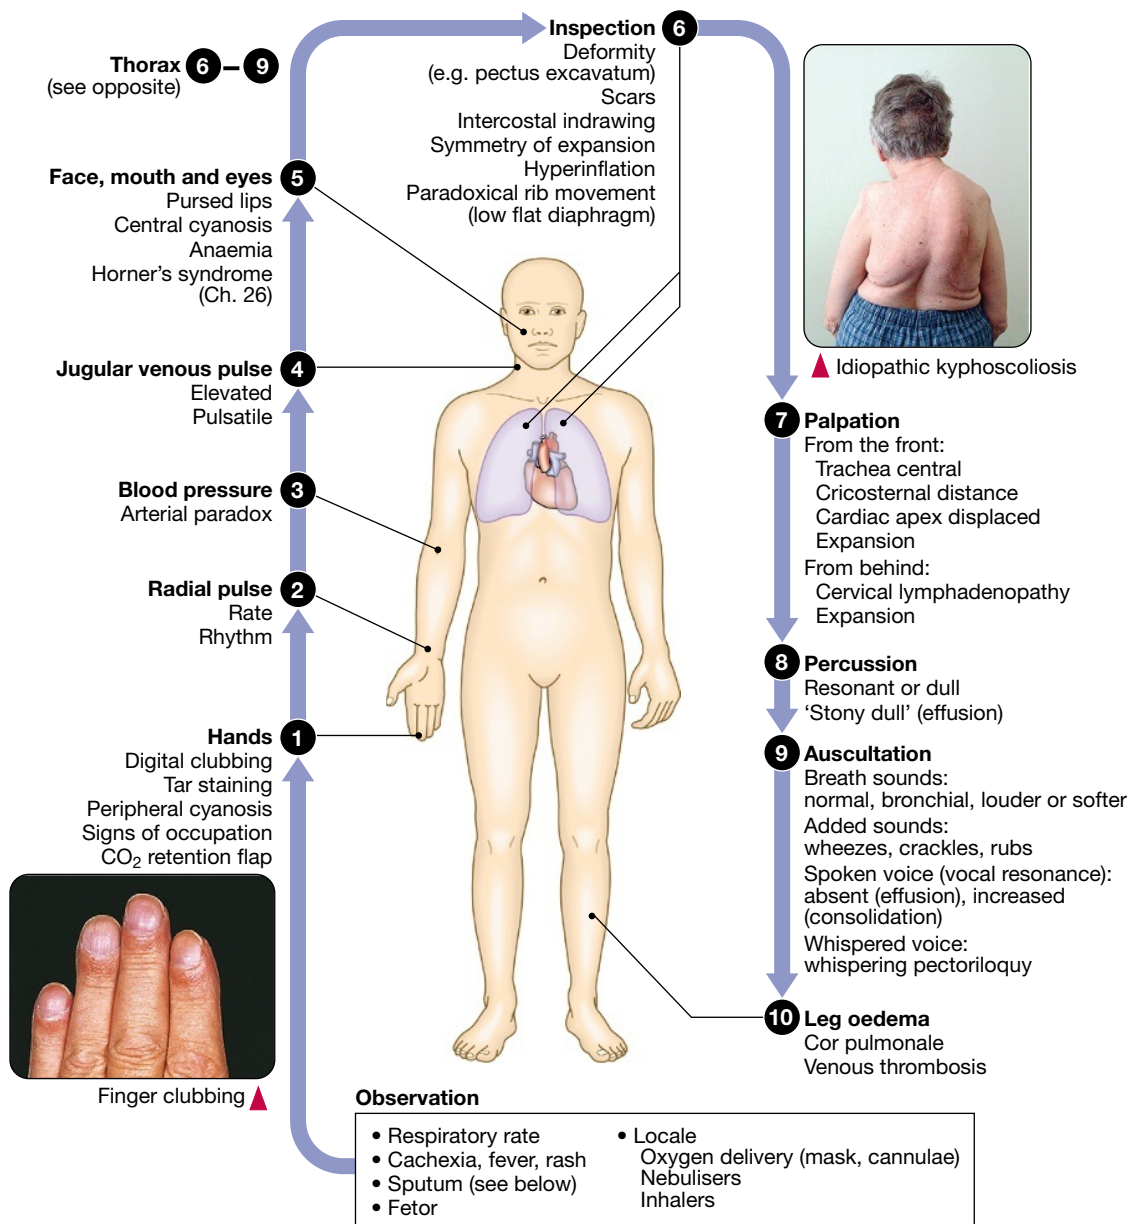 Observation
• Respiratory rate
• Cachexia, fever, rash
• Sputum (see below)
• Fetor
• Locale
Oxygen delivery (mask, cannulae)
Nebulisers
Inhalers
Hands 1
Digital clubbing
Tar staining
Peripheral cyanosis
Signs of occupation
CO₂ retention flap
Finger clubbing
Radial pulse 2
Rate
Rhythm
Blood pressure 3
Arterial paradox
Jugular venous pulse 4
Elevated
Pulsatile
Face, mouth and eyes 5
Pursed lips
Central cyanosis
Anaemia
Horner's syndrome
(Ch. 26)
Thorax 6 – 9
(see opposite)
Inspection 6
Deformity
(e.g. pectus excavatum)
Scars
Intercostal indrawing
Symmetry of expansion
Hyperinflation
Paradoxical rib movement
(low flat diaphragm)
Idiopathic kyphoscoliosis
7 Palpation
From the front:
Trachea central
Cricosternal distance
Cardiac apex displaced
Expansion
From behind:
Cervical lymphadenopathy
Expansion
8 Percussion
Resonant or dull
‘Stony dull’ (effusion)
9 Auscultation
Breath sounds:
normal, bronchial, louder or softer
Added sounds:
wheezes, crackles, rubs
Spoken voice (vocal resonance):
absent (effusion), increased
(consolidation)
Whispered voice:
whispering pectoriloquy
10 Leg oedema
Cor pulmonale
Venous thrombosis